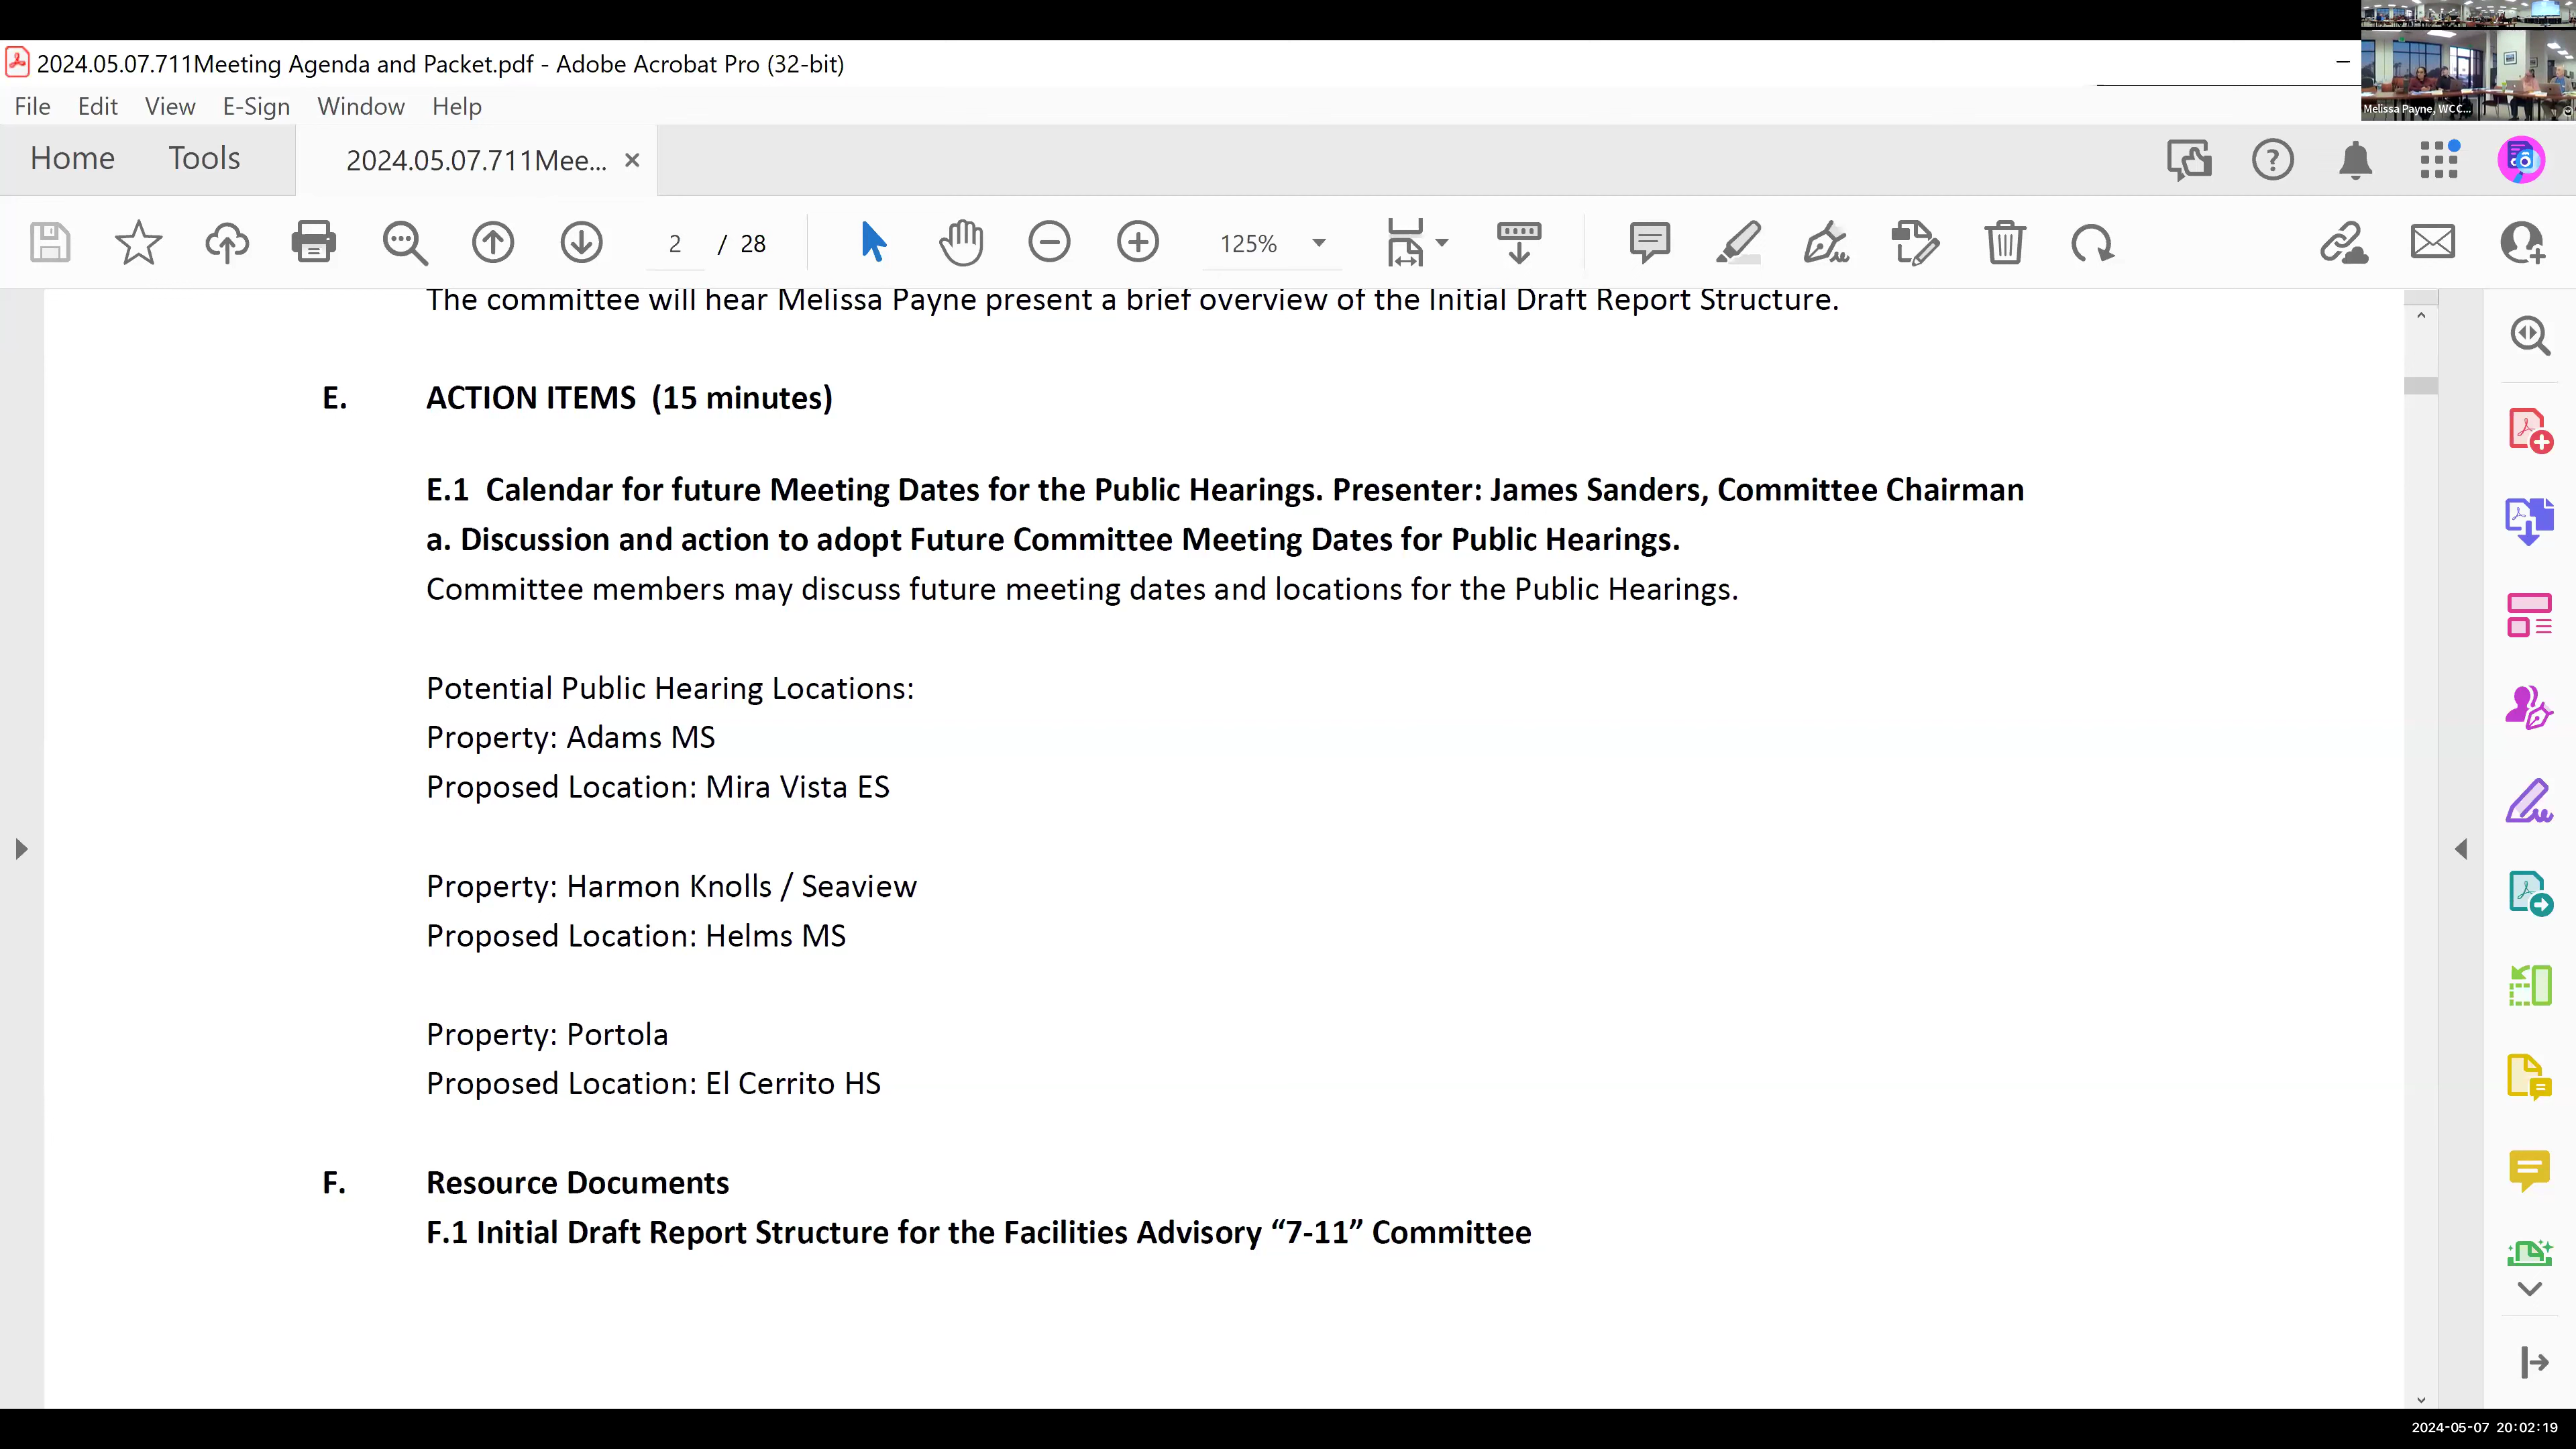 2024.05.07.711Meeting Agenda and Packet.pdf - Adobe Acrobat Pro (32-bit)
Melissa Payne, WCC...
File Edit View E-Sign Window Help
Home Tools 2024.05.07.711Mee... ×
2 / 28 125%
The committee will hear Melissa Payne present a brief overview of the Initial Draft Report Structure.
E. ACTION ITEMS (15 minutes)
E.1 Calendar for future Meeting Dates for the Public Hearings. Presenter: James Sanders, Committee Chairman
a. Discussion and action to adopt Future Committee Meeting Dates for Public Hearings.
Committee members may discuss future meeting dates and locations for the Public Hearings.
Potential Public Hearing Locations:
Property: Adams MS
Proposed Location: Mira Vista ES
Property: Harmon Knolls / Seaview
Proposed Location: Helms MS
Property: Portola
Proposed Location: El Cerrito HS
F. Resource Documents
F.1 Initial Draft Report Structure for the Facilities Advisory “7-11” Committee
2024-05-07 20:02:19